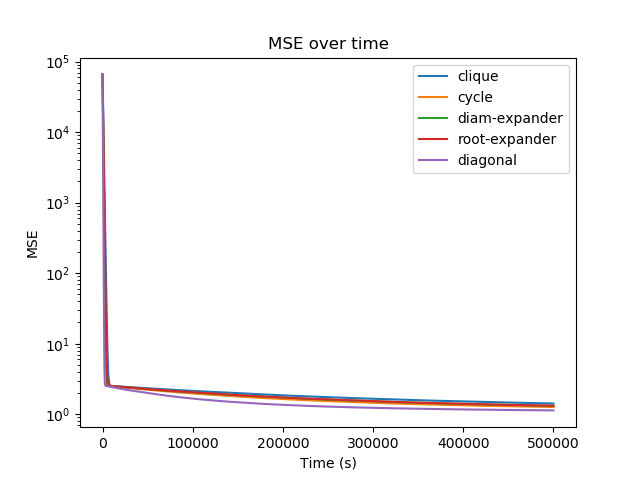 MSE over time
10^5
10^4
10^3
10^2
10^1
10^0
MSE
clique
cycle
diam-expander
root-expander
diagonal
0 100000 200000 300000 400000 500000
Time (s)